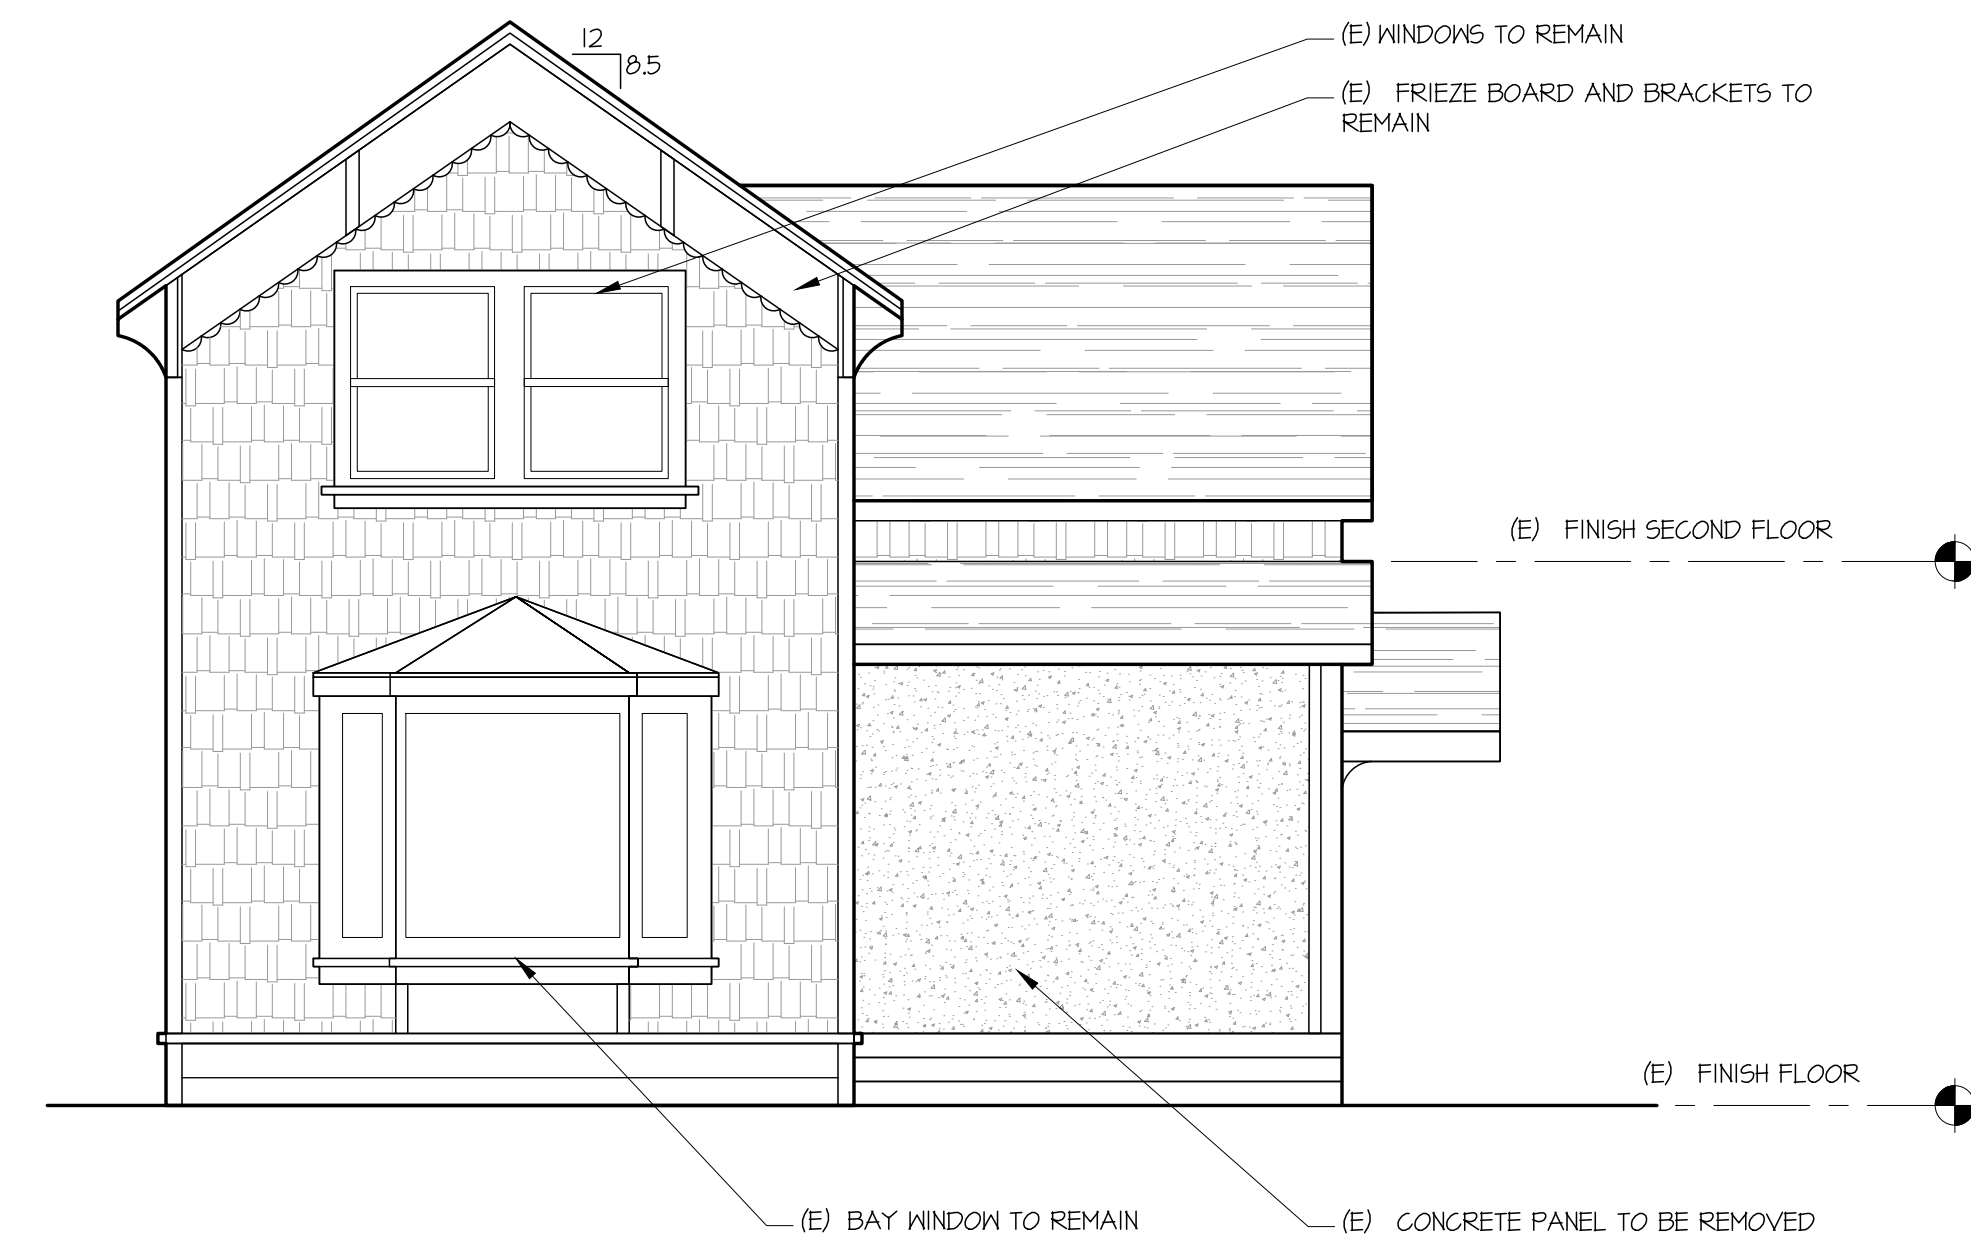 12
8.5
(E) WINDOWS TO REMAIN
(E) FRIEZE BOARD AND BRACKETS TO
REMAIN
(E) FINISH SECOND FLOOR
(E) FINISH FLOOR
(E) BAY WINDOW TO REMAIN
(E) CONCRETE PANEL TO BE REMOVED